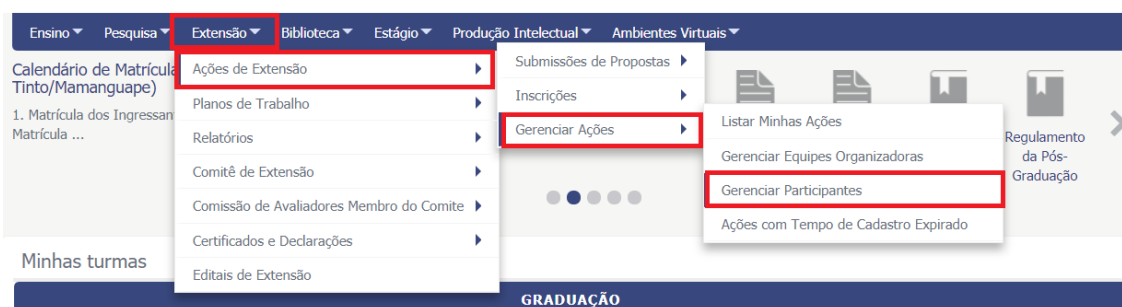 Ensino Pesquisa Extensão Biblioteca Estágio Produção Intelectual Ambientes Virtuais
Calendário de Matrícula
Tinto/Mamanguape)
1. Matrícula dos Ingressan
Matrícula ...
Ações de Extensão
Planos de Trabalho
Relatórios
Comitê de Extensão
Comissão de Avaliadores Membro do Comite
Certificados e Declarações
Editais de Extensão
Submissões de Propostas
Inscrições
Gerenciar Ações
Listar Minhas Ações
Gerenciar Equipes Organizadoras
Gerenciar Participantes
Ações com Tempo de Cadastro Expirado
Regulamento
da Pós-
Graduação
Minhas turmas
GRADUAÇÃO